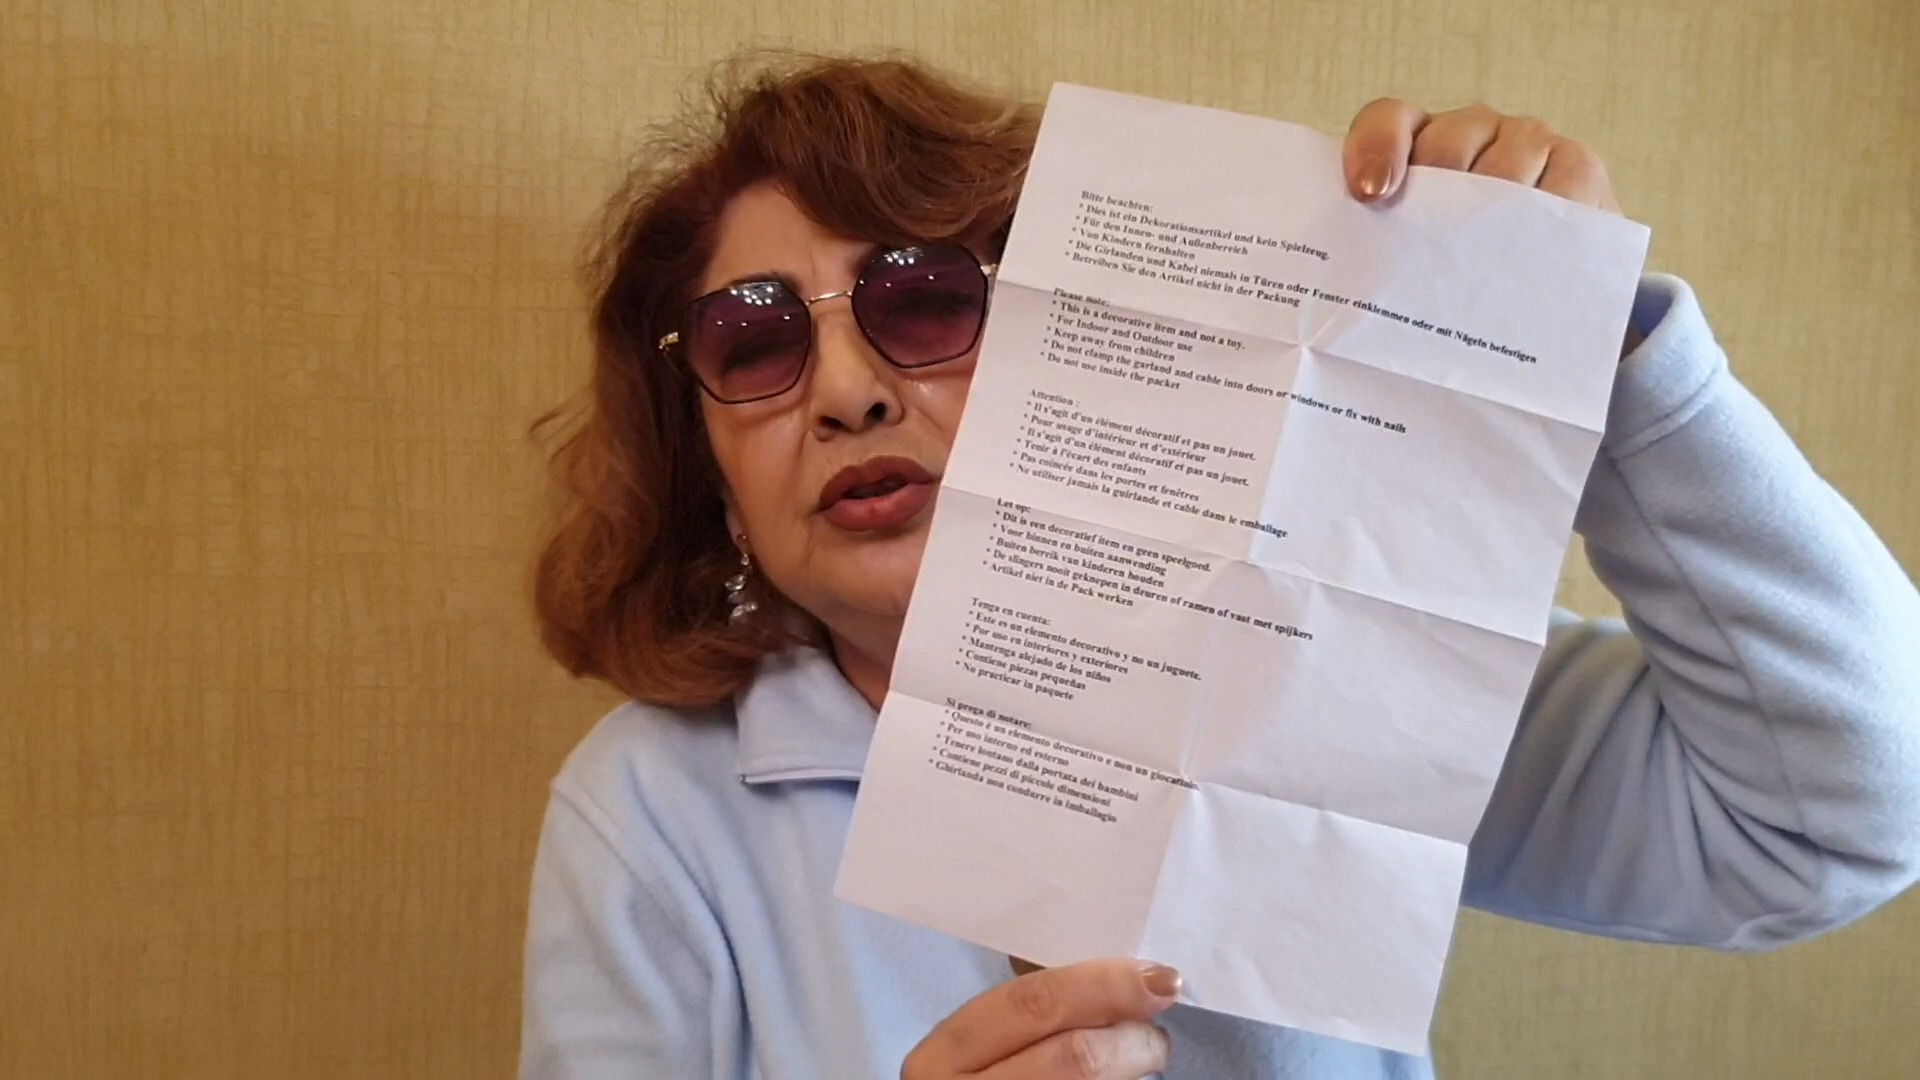 Bitte beachten:
* Dies ist ein Dekorationsartikel und kein Spielzeug.
* Für den Innen- und Außenbereich
* Von Kindern fernhalten
* Die Girlanden und Kabel niemals in Türen oder Fenster einklemmen oder mit Nägeln befestigen
* Betreiben Sie den Artikel nicht in der Packung
Please note:
* This is a decorative item and not a toy.
* For Indoor and Outdoor use
* Keep away from children
* Do not clamp the garland and cable into doors or windows or fix with nails
* Do not use inside the packet
Attention :
* Il s'agit d'un élément décoratif et pas un jouet.
* Pour usage d'intérieur et d'extérieur
* Il s'agit d'un élément décoratif et pas un jouet.
* Tenir à l'écart des enfants
* Pas coincée dans les portes et fenêtres
* Ne utiliser jamais la guirlande et cable dans le emballage
Let op:
* Dit is een decoratief item en geen speelgoed.
* Voor binnen en buiten aanwending
* Buiten bereik van kinderen houden
* De slingers nooit geknepen in deuren of ramen of vast met spijkers
* Artikel niet in de Pack werken
Tenga en cuenta:
* Este es un elemento decorativo y no un juguete.
* Por uso en interiores y exteriores
* Mantenga alejado de los niños
* Contiene piezas pequeñas
* No practicar in paquete
Si prega di notare:
* Questo è un elemento decorativo e non un giocattolo.
* Per uso interno ed esterno
* Tenere lontano dalla portata dei bambini
* Contiene pezzi di piccole dimensioni
* Ghirlanda non condurre in imballagio